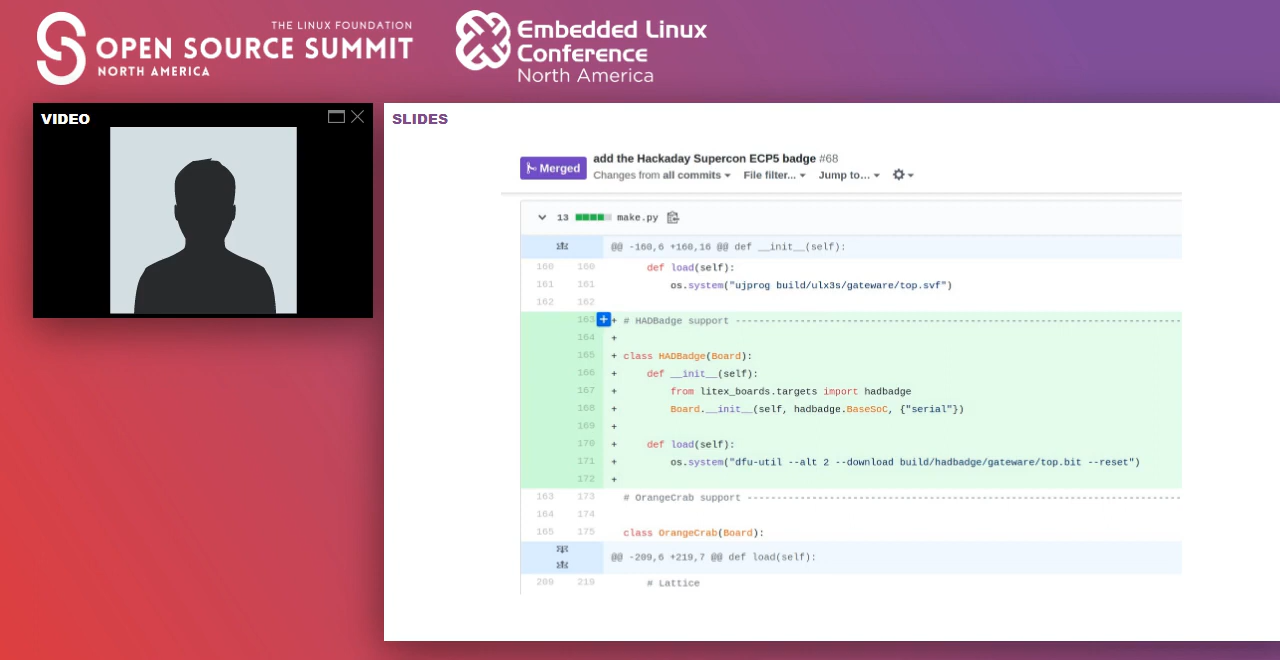 THE LINUX FOUNDATION
OPEN SOURCE SUMMIT
NORTH AMERICA
Embedded Linux
Conference
North America
VIDEO
SLIDES
Merged
add the Hackaday Supercon ECP5 badge #68
Changes from all commits File filter... Jump to...
13 make.py
@@ -160,6 +160,16 @@ def __init__(self):
160 160 def load(self):
161 161 os.system("ujprog build/ulx3s/gateware/top.svf")
162 162
163 + # HADBadge support ---------------------------------------------------------------------------
164 +
165 + class HADBadge(Board):
166 + def __init__(self):
167 + from litex_boards.targets import hadbadge
168 + Board.__init__(self, hadbadge.BaseSoC, {"serial"})
169 +
170 + def load(self):
171 + os.system("dfu-util --alt 2 --download build/hadbadge/gateware/top.bit --reset")
172 +
163 173 # OrangeCrab support -------------------------------------------------------------------------
164 174
165 175 class OrangeCrab(Board):
@@ -209,6 +219,7 @@ def load(self):
209 219 # Lattice